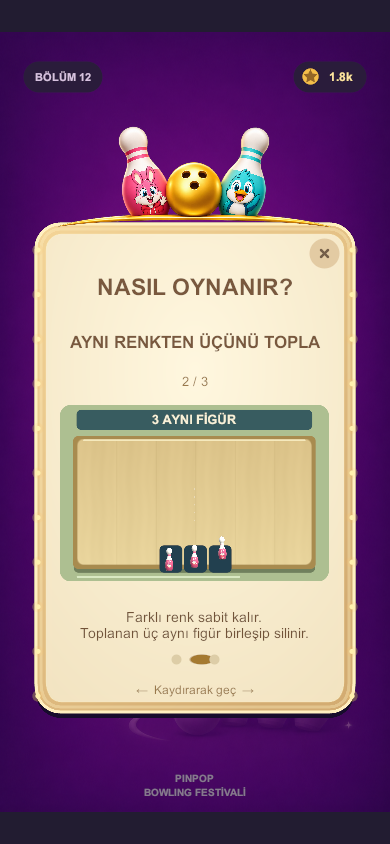 BÖLÜM 12
1.8k
NASIL OYNANIR?
AYNI RENKTEN ÜÇÜNÜ TOPLA
2 / 3
3 AYNI FİGÜR
Farklı renk sabit kalır.
Toplanan üç aynı figür birleşip silinir.
← Kaydırarak geç →
PINPOP
BOWLING FESTİVALİ